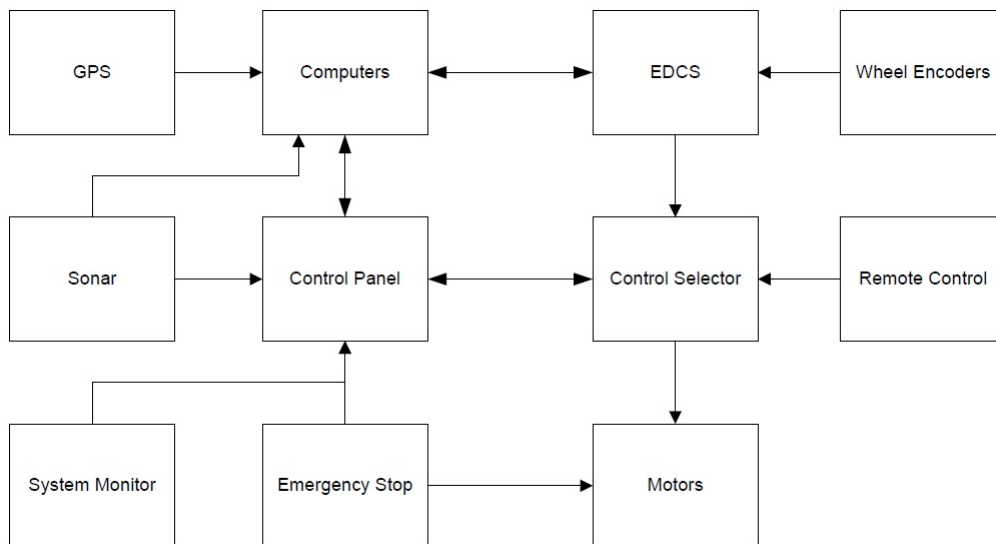 GPS
Computers
EDCS
Wheel Encoders
Sonar
Control Panel
Control Selector
Remote Control
System Monitor
Emergency Stop
Motors